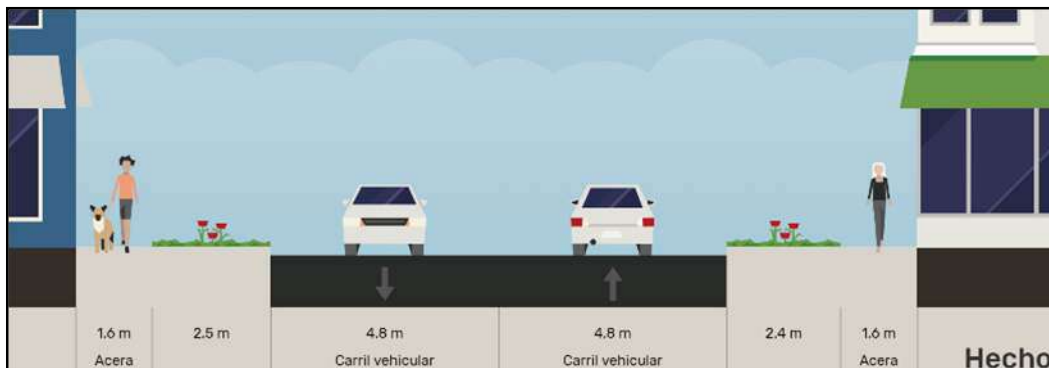 1.6 m
2.5 m
4.8 m
4.8 m
2.4 m
1.6 m
Acera
Carril vehicular
Carril vehicular
Acera
Hecho